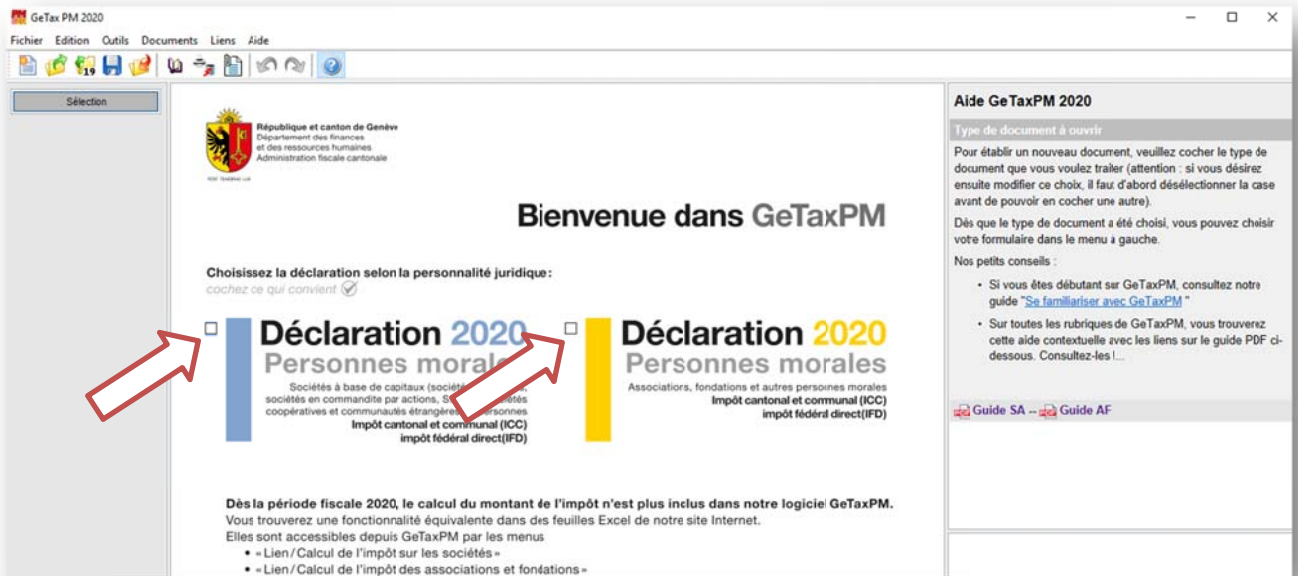 GeTax PM 2020
Fichier Edition Outils Documents Liens Aide
19
Sélection
République et canton de Genève
Département des finances
et des ressources humaines
Administration fiscale cantonale
POST TENEBRAS LUX
Bienvenue dans GeTaxPM
Choisissez la déclaration selon la personnalité juridique:
cochez ce qui convient
Déclaration 2020
Personnes morales
Sociétés à base de capitaux
sociétés en commandite par actions,
coopératives et communautés étrangères
Impôt cantonal et communal (ICC)
impôt fédéral direct(IFD)
Déclaration 2020
Personnes morales
Associations, fondations et autres personnes morales
Impôt cantonal et communal (ICC)
impôt fédéral direct(IFD)
Dès la période fiscale 2020, le calcul du montant de l'impôt n'est plus inclus dans notre logiciel GeTaxPM.
Vous trouverez une fonctionnalité équivalente dans des feuilles Excel de notre site Internet.
Elles sont accessibles depuis GeTaxPM par les menus
• «Lien/Calcul de l'impôt sur les sociétés»
• «Lien/Calcul de l'impôt des associations et fondations»
Aide GeTaxPM 2020
Type de document à ouvrir
Pour établir un nouveau document, veuillez cocher le type de
document que vous voulez traiter (attention : si vous désirez
ensuite modifier ce choix, il faut d'abord désélectionner la case
avant de pouvoir en cocher une autre).
Dès que le type de document a été choisi, vous pouvez choisir
votre formulaire dans le menu à gauche.
Nos petits conseils :
• Si vous êtes débutant sur GeTaxPM, consultez notre
guide "Se familiariser avec GeTaxPM "
• Sur toutes les rubriques de GeTaxPM, vous trouverez
cette aide contextuelle avec les liens sur le guide PDF ci-
dessous. Consultez-les !...
Guide SA -- Guide AF